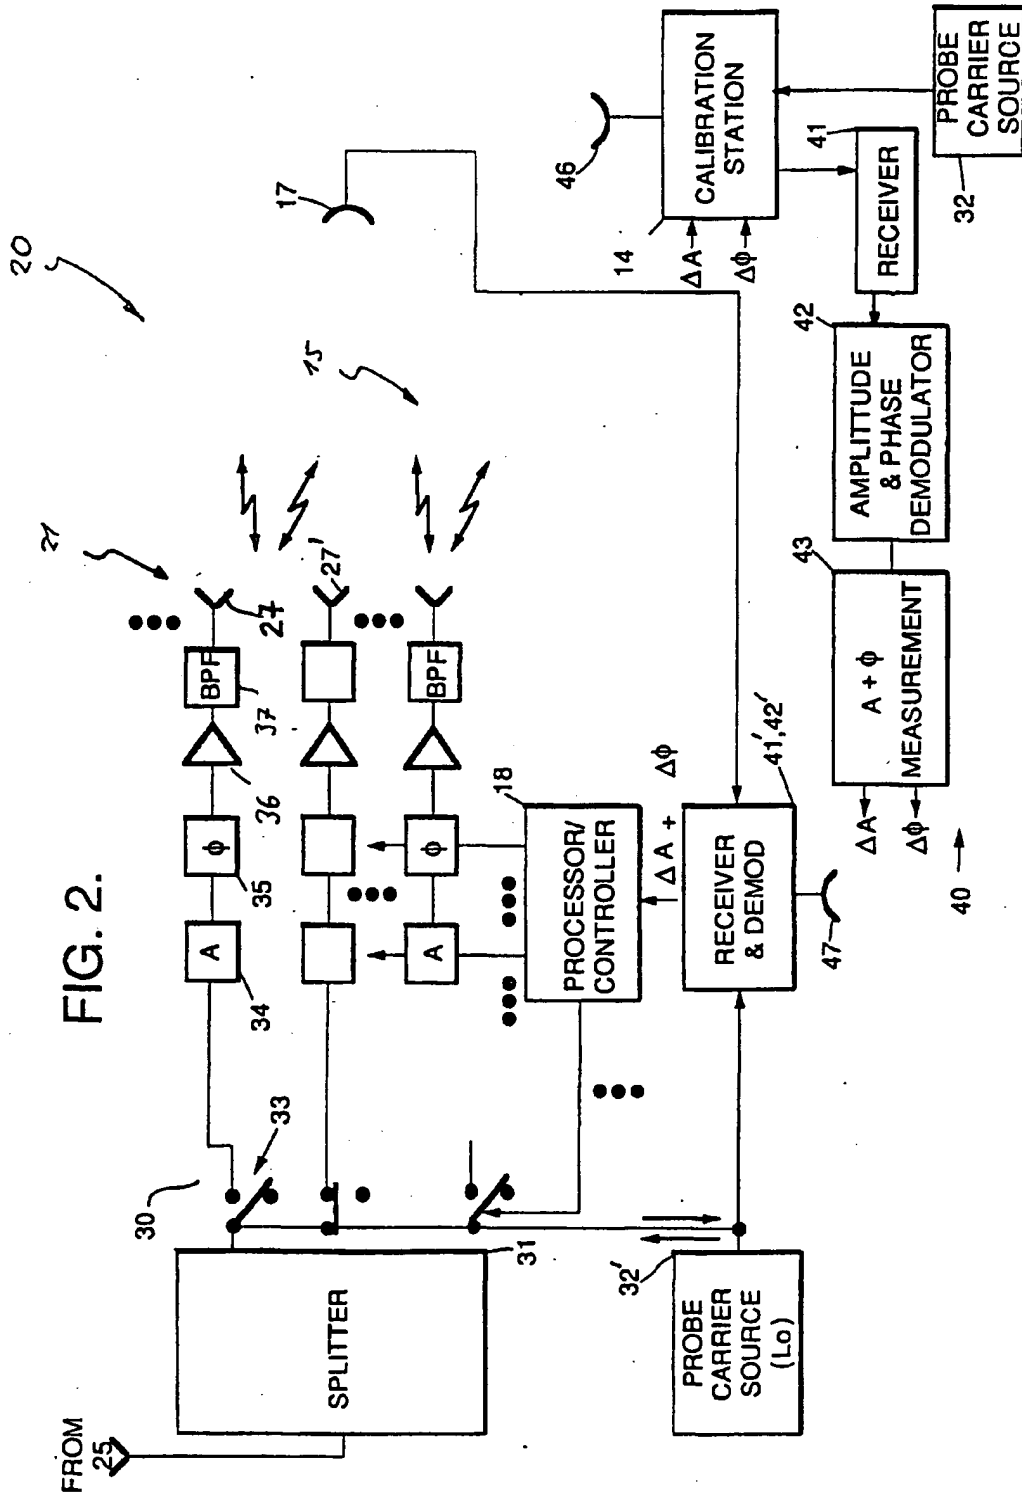 FIG. 2.
20
21
15
17
FROM
25
SPLITTER
31
30
33
A
34
ϕ
35
36
BPF
37
27
27'
A
ϕ
BPF
PROCESSOR/
CONTROLLER
18
ΔA + Δϕ
RECEIVER
& DEMOD
41',42'
47
PROBE
CARRIER
SOURCE
(Lo)
32'
46
CALIBRATION
STATION
14
ΔA
Δϕ
PROBE
CARRIER
SOURCE
32
RECEIVER
41
AMPLITTUDE
& PHASE
DEMODULATOR
42
A + ϕ
MEASUREMENT
43
ΔA
Δϕ
40